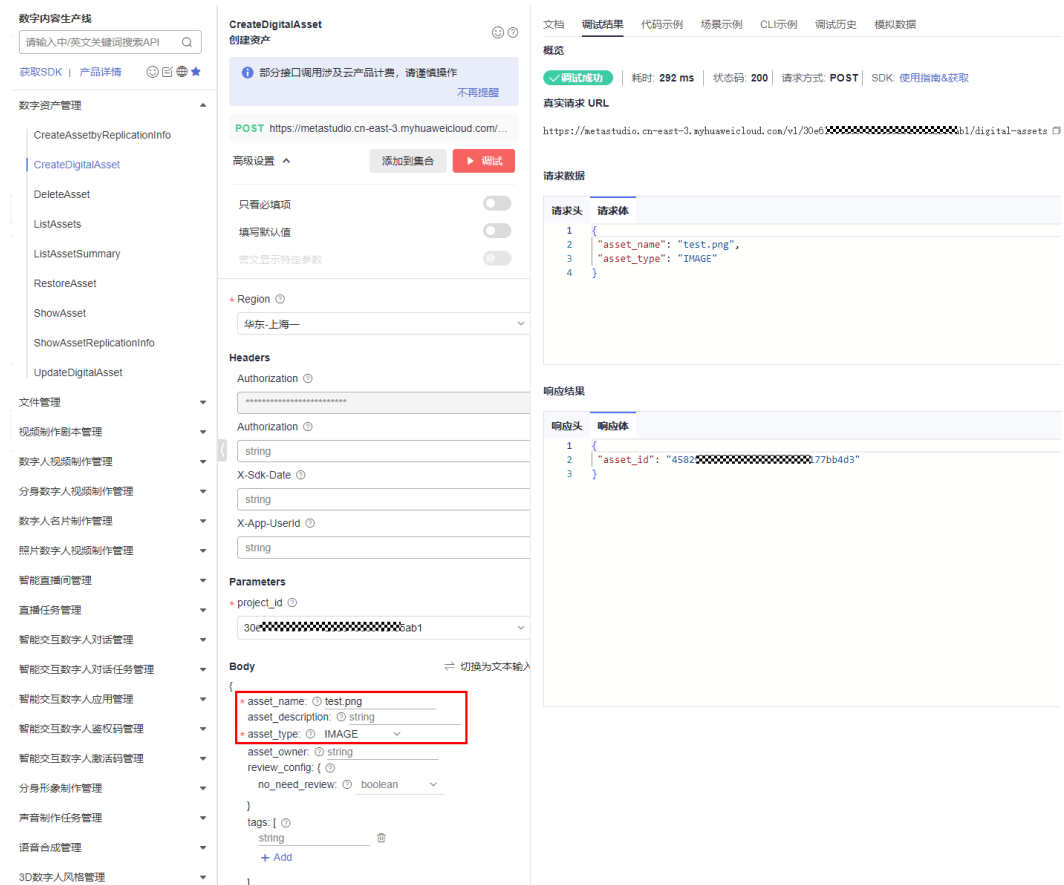 数字内容生产线
请输入中/英文关键词搜索API
获取SDK | 产品详情
数字资产管理
CreateAssetbyReplicationInfo
CreateDigitalAsset
DeleteAsset
ListAssets
ListAssetSummary
RestoreAsset
ShowAsset
ShowAssetReplicationInfo
UpdateDigitalAsset
文件管理
视频制作剧本管理
数字人视频制作管理
分身数字人视频制作管理
数字人名片制作管理
照片数字人视频制作管理
智能直播间管理
直播任务管理
智能交互数字人对话管理
智能交互数字人对话任务管理
智能交互数字人应用管理
智能交互数字人鉴权码管理
智能交互数字人激活码管理
分身形象制作管理
声音制作任务管理
语音合成管理
3D数字人风格管理
CreateDigitalAsset
创建资产
部分接口调用涉及云产品计费，请谨慎操作
不再提醒
POST https://metastudio.cn-east-3.myhuaweicloud.com/...
高级设置
添加到集合
调试
只看必填项
填写默认值
密文显示特定参数
* Region
华东-上海一
Headers
Authorization
*************************
Authorization
string
X-Sdk-Date
string
X-App-UserId
string
Parameters
* project_id
30e 5ab1
Body
切换为文本输入
{
* asset_name: test.png
asset_description: string
* asset_type: IMAGE
asset_owner: string
review_config: {
no_need_review: boolean
}
tags: [
string
+ Add
]
文档 调试结果 代码示例 场景示例 CLI示例 调试历史 模拟数据
概览
调试成功 耗时: 292 ms 状态码: 200 请求方式: POST SDK: 使用指南&获取
真实请求 URL
https://metastudio.cn-east-3.myhuaweicloud.com/v1/30e6 ab1/digital-assets
请求数据
请求头 请求体
1 {
2 "asset_name": "test.png",
3 "asset_type": "IMAGE"
4 }
响应结果
响应头 响应体
1 {
2 "asset_id": "4582 177bb4d3"
3 }